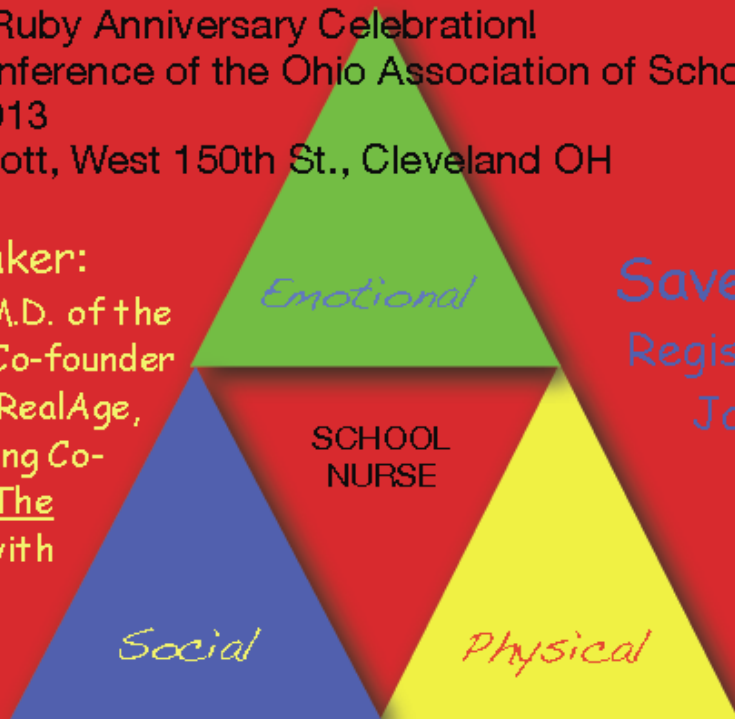 Ruby Anniversary Celebration!
nference of the Ohio Association of Scho
013
ott, West 150th St., Cleveland OH
aker:
M.D. of the
Co-founder
RealAge,
ng Co-
The
with
Emotional
Save
Regis
Jo
SCHOOL
NURSE
Social
Physical